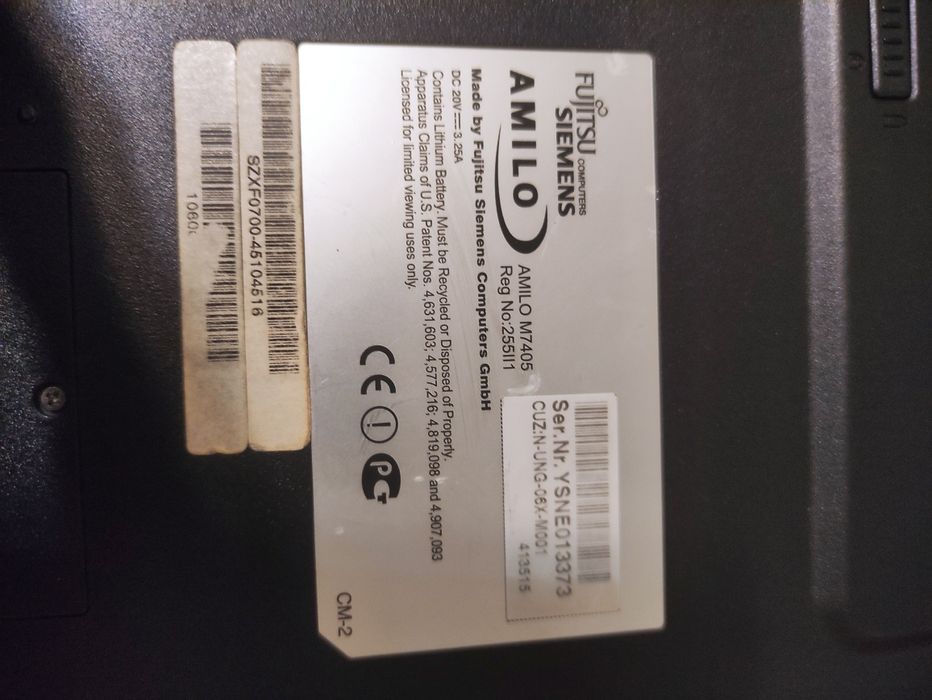 FUJITSU COMPUTERS
SIEMENS
AMILO
AMILO M7405
Reg No:255II1
Ser.Nr. YSNE013373
CUZ:N-UNG-06X-M001
413515
Made by Fujitsu Siemens Computers GmbH
DC 20V 3.25A
Contains Lithium Battery. Must be Recycled or Disposed of Properly.
Apparatus Claims of U.S. Patent Nos. 4,631,603; 4,577,216; 4,819,098 and 4,907,093
Licensed for limited viewing uses only.
CE
CM-2
SZXF0700-45104516